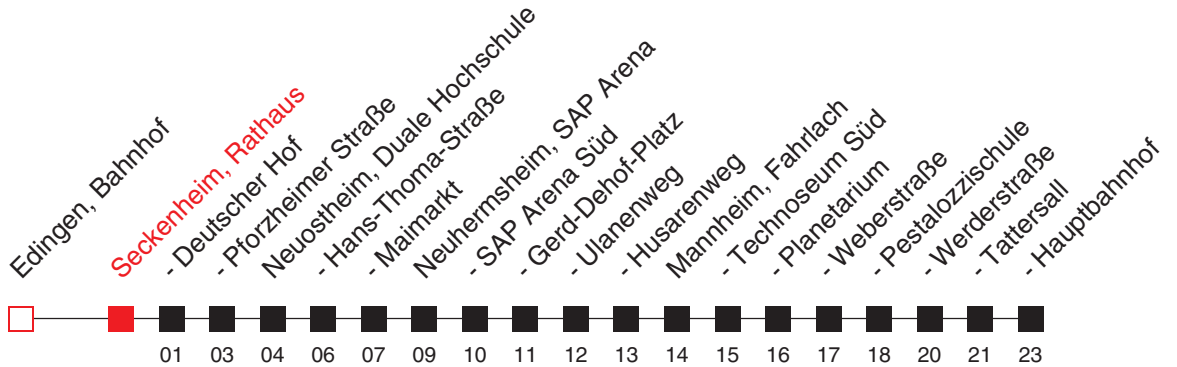 Edingen, Bahnhof
Seckenheim, Rathaus
- Deutscher Hof
- Pforzheimer Straße
Neuostheim, Duale Hochschule
- Hans-Thoma-Straße
- Maimarkt
Neuhermsheim, SAP Arena
- SAP Arena Süd
- Gerd-Dehof-Platz
- Ulanenweg
- Husarenweg
Mannheim, Fahrlach
- Technoseum Süd
- Planetarium
- Weberstraße
- Pestalozzischule
- Werderstraße
- Tattersall
- Hauptbahnhof
01 03 04 06 07 09 10 11 12 13 14 15 16 17 18 20 21 23